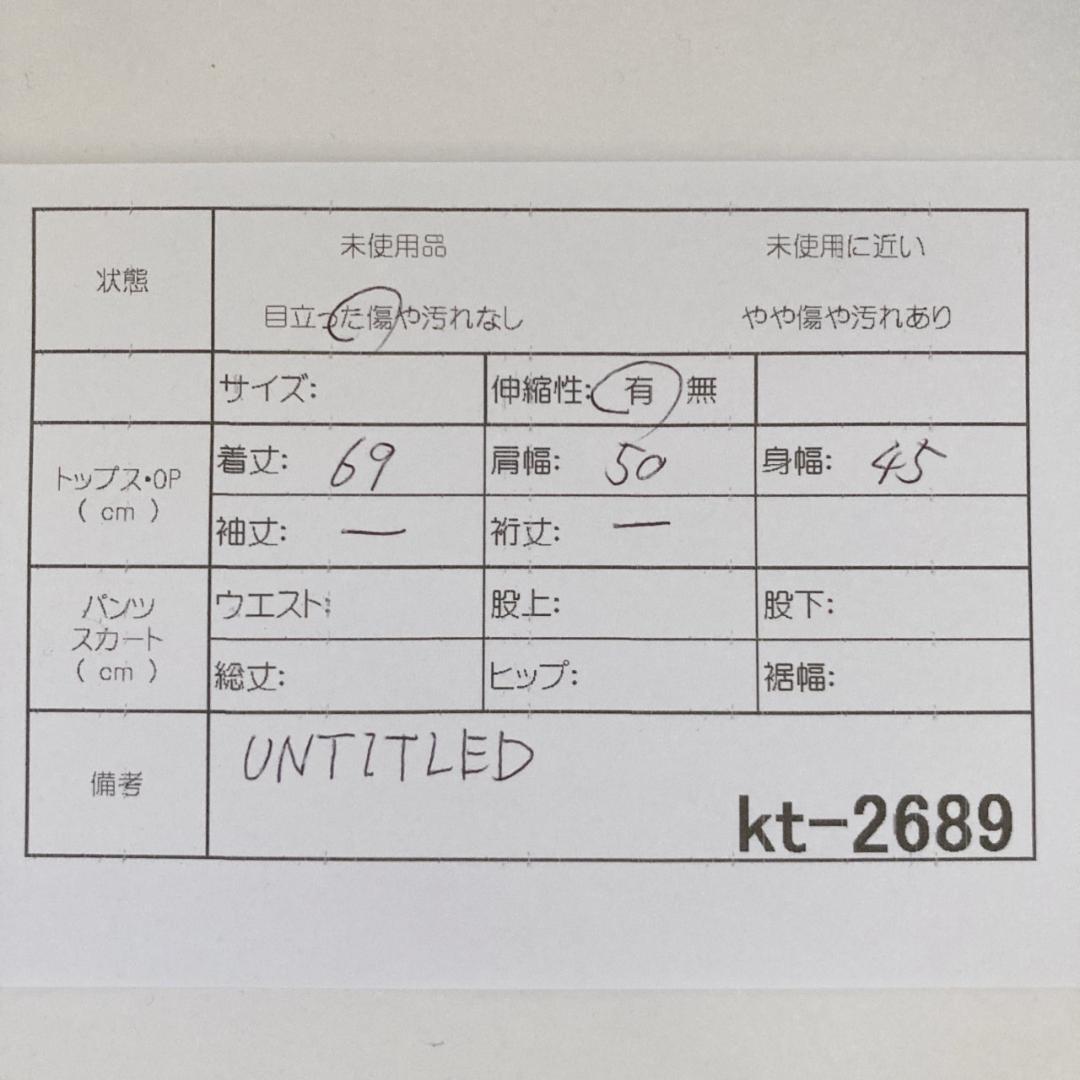 状態
未使用品 未使用に近い
目立った傷や汚れなし やや傷や汚れあり
サイズ: 伸縮性: 有 無
トップス・OP
( cm )
着丈: 69 肩幅: 50 身幅: 45
袖丈: — 裄丈: —
パンツ
スカート
( cm )
ウエスト: 股上: 股下:
総丈: ヒップ: 裾幅:
備考
UNTITLED
kt-2689